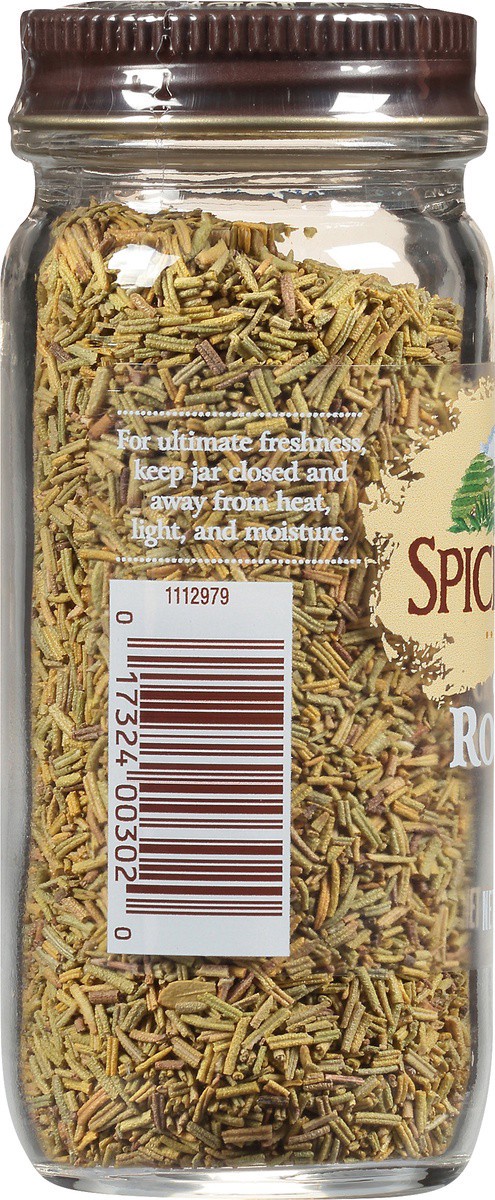 For ultimate freshness,
keep jar closed and
away from heat,
light, and moisture.
1112979
0 17324 00302 0
SPIC
RO